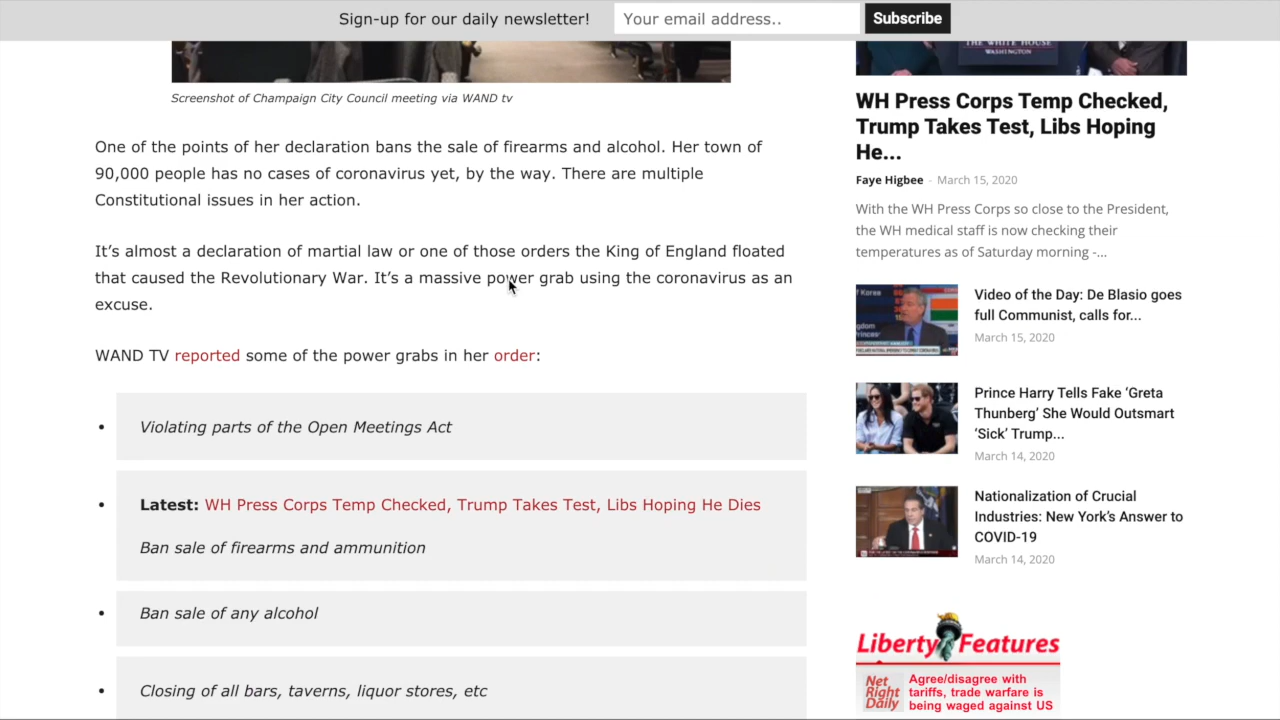 Sign-up for our daily newsletter!
Your email address..
Subscribe
Screenshot of Champaign City Council meeting via WAND tv
One of the points of her declaration bans the sale of firearms and alcohol. Her town of
90,000 people has no cases of coronavirus yet, by the way. There are multiple
Constitutional issues in her action.
It’s almost a declaration of martial law or one of those orders the King of England floated
that caused the Revolutionary War. It’s a massive power grab using the coronavirus as an
excuse.
WAND TV reported some of the power grabs in her order:
• Violating parts of the Open Meetings Act
• Latest: WH Press Corps Temp Checked, Trump Takes Test, Libs Hoping He Dies
Ban sale of firearms and ammunition
• Ban sale of any alcohol
• Closing of all bars, taverns, liquor stores, etc
THE WHITE HOUSE
WASHINGTON
WH Press Corps Temp Checked,
Trump Takes Test, Libs Hoping
He...
Faye Higbee - March 15, 2020
With the WH Press Corps so close to the President,
the WH medical staff is now checking their
temperatures as of Saturday morning -...
Video of the Day: De Blasio goes
full Communist, calls for...
March 15, 2020
Prince Harry Tells Fake ‘Greta
Thunberg’ She Would Outsmart
‘Sick’ Trump...
March 14, 2020
Nationalization of Crucial
Industries: New York’s Answer to
COVID-19
March 14, 2020
Liberty Features
Net
Right
Daily
Agree/disagree with
tariffs, trade warfare is
being waged against US